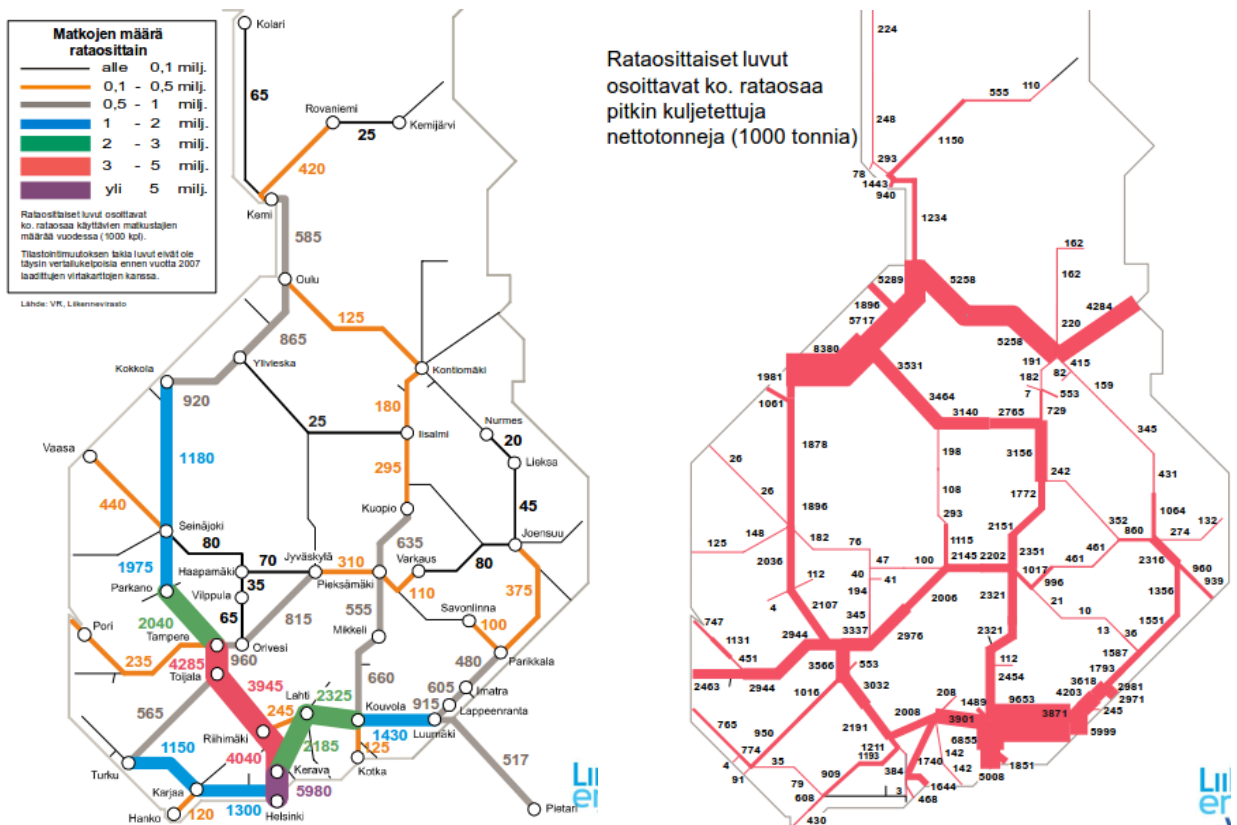 Matkojen määrä
rataosittain
alle 0,1 milj.
0,1 - 0,5 milj.
0,5 - 1 milj.
1 - 2 milj.
2 - 3 milj.
3 - 5 milj.
yli 5 milj.
Rataosittaiset luvut osoittavat
ko. rataosaa käyttävien matkustajien
määrää vuodessa (1000 kpl).
Tilastointimuutoksen takia luvut eivät ole
täysin vertailukelpoisia ennen vuotta 2007
laadittujen virtakarttojen kanssa.
Lähde: VR, Liikennevirasto
Kolari
65
Rovaniemi
25
Kemijärvi
420
Kemi
585
Oulu
125
865
Ylivieska
Kokkola
920
Kontiomäki
180
25
Iisalmi
Nurmes
20
Lieksa
Vaasa
1180
295
440
45
Kuopio
Seinäjoki
80
635
Joensuu
70
Jyväskylä
310
Varkaus
80
Haapamäki
35
Pieksämäki
110
375
1975
Parkano
Vilppula
65
815
555
Savonlinna
100
2040
Mikkeli
Pori
Tampere
235
960
Orivesi
480
Parikkala
4285
Toijala
660
3945
605
Imatra
Lahti
2325
Kouvola
915
Lappeenranta
245
565
Riihimäki
1430
Luumäki
2185
125
517
1150
4040
Kotka
Turku
Kerava
Karjaa
5980
1300
Helsinki
Hanko
120
Pietari
Lii
en
Rataosittaiset luvut
osoittavat ko. rataosaa
pitkin kuljetettuja
nettotonneja (1000 tonnia)
224
110
555
248
1150
293
78
1443
940
1234
162
5289
5258
162
1896
4284
5717
220
5258
8380
191
415
3531
82
1981
182
159
7
553
1061
3464
3140
2765
729
345
1878
26
198
3156
242
431
26
108
1772
1896
293
352
1064
148
2151
860
132
125
182
76
1115
274
2036
47
100
2145
2202
2351
461
461
2316
112
40
1017
960
41
996
939
4
194
2006
21
1356
2107
345
2321
10
747
3337
1551
2944
2976
2321
13
36
1131
451
1587
3566
553
112
1793
2463
2944
1016
3032
2454
3618
208
1489
9653
4203
2981
2971
2191
2008
3901
3871
245
765
950
6855
5999
774
1211
142
35
1193
1740
1851
4
91
384
142
5008
79
909
1644
608
3
468
430
Lii
en